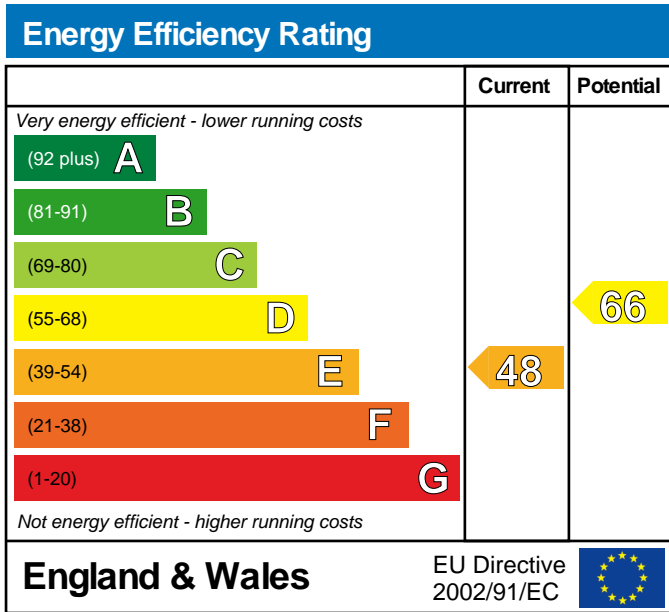 Energy Efficiency Rating
Current Potential
Very energy efficient - lower running costs
(92 plus) A
(81-91) B
(69-80) C
(55-68) D
66
(39-54) E
48
(21-38) F
(1-20) G
Not energy efficient - higher running costs
England & Wales
EU Directive
2002/91/EC